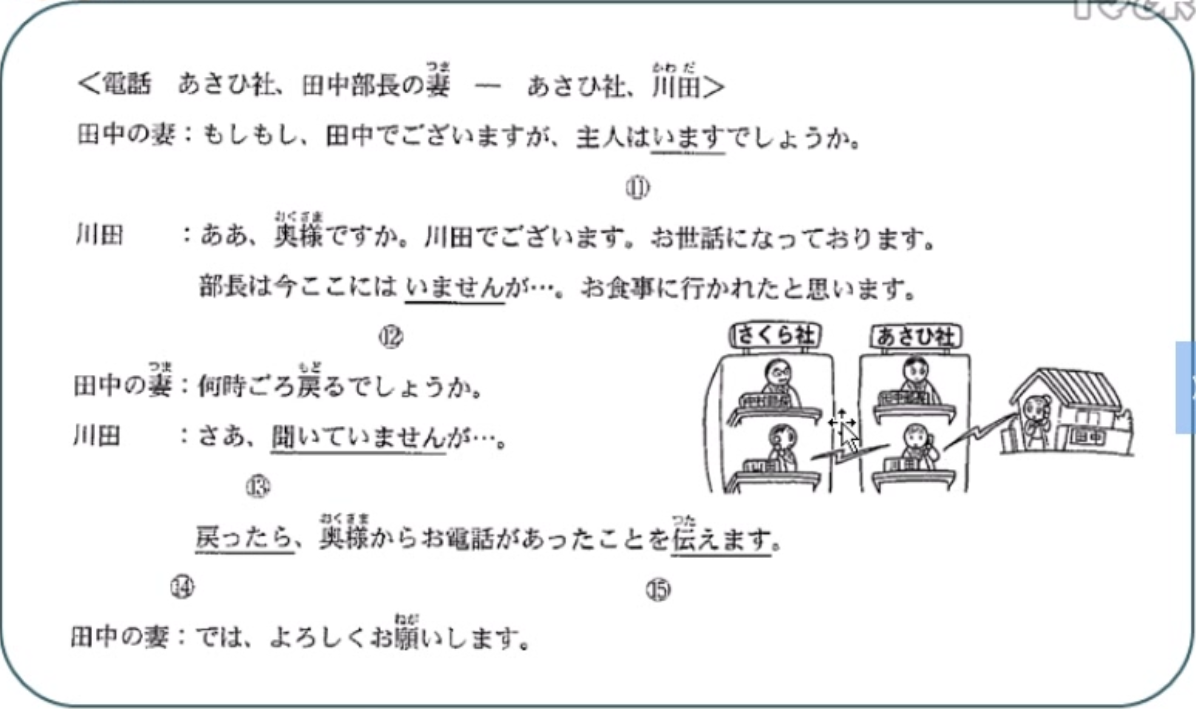 <電話　あさひ社、田中部長の妻　―　あさひ社、川田>
田中の妻：もしもし、田中でございますが、主人はいますでしょうか。
⑪
川田　　：ああ、奥様ですか。川田でございます。お世話になっております。
部長は今ここには いませんが…。お食事に行かれたと思います。
⑫
田中の妻：何時ごろ戻るでしょうか。
川田　　：さあ、聞いていませんが…。
⑬
戻ったら、奥様からお電話があったことを伝えます。
⑭　⑮
田中の妻：では、よろしくお願いします。
さくら社　あさひ社
田中部長
山田　川田　田中